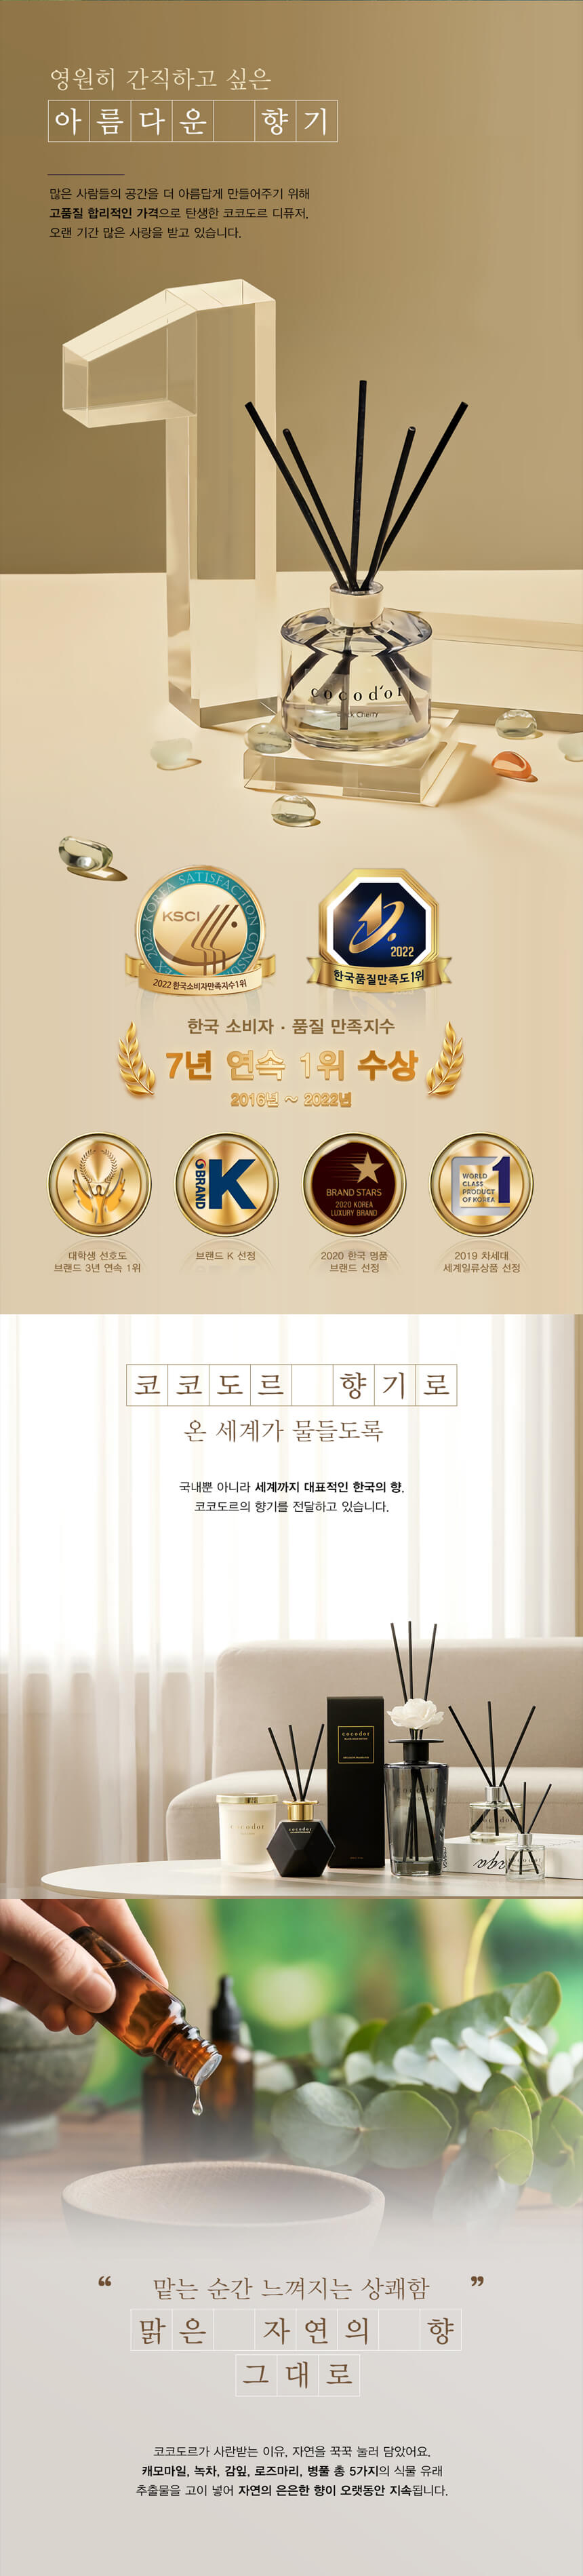 영원히 간직하고 싶은
아름다운 향기
많은 사람들의 공간을 더 아름답게 만들어주기 위해
고품질 합리적인 가격으로 탄생한 코코도르 디퓨저,
오랜 기간 많은 사랑을 받고 있습니다.
cocod'or
Black Cherry
2022 KOREA SATISFACTION CONSU
KSCI
2022 한국소비자만족지수1위
2022
한국품질만족도1위
한국 소비자 · 품질 만족지수
7년 연속 1위 수상
2016년 ~ 2022년
BRAND K
BRAND STARS
2020 KOREA
LUXURY BRAND
WORLD
CLASS
PRODUCT
OF KOREA
1
대학생 선호도
브랜드 3년 연속 1위
브랜드 K 선정
2020 한국 명품
브랜드 선정
2019 차세대
세계일류상품 선정
코코도르 향기로
온 세계가 물들도록
국내뿐 아니라 세계까지 대표적인 한국의 향,
코코도르의 향기를 전달하고 있습니다.
cocodor
cocodor
cocodor
cocodor
“ 맡는 순간 느껴지는 상쾌함 ”
맑은 자연의 향
그대로
코코도르가 사란받는 이유, 자연을 꾹꾹 눌러 담았어요.
캐모마일, 녹차, 감잎, 로즈마리, 병풀 총 5가지의 식물 유래
추출물을 고이 넣어 자연의 은은한 향이 오랫동안 지속됩니다.